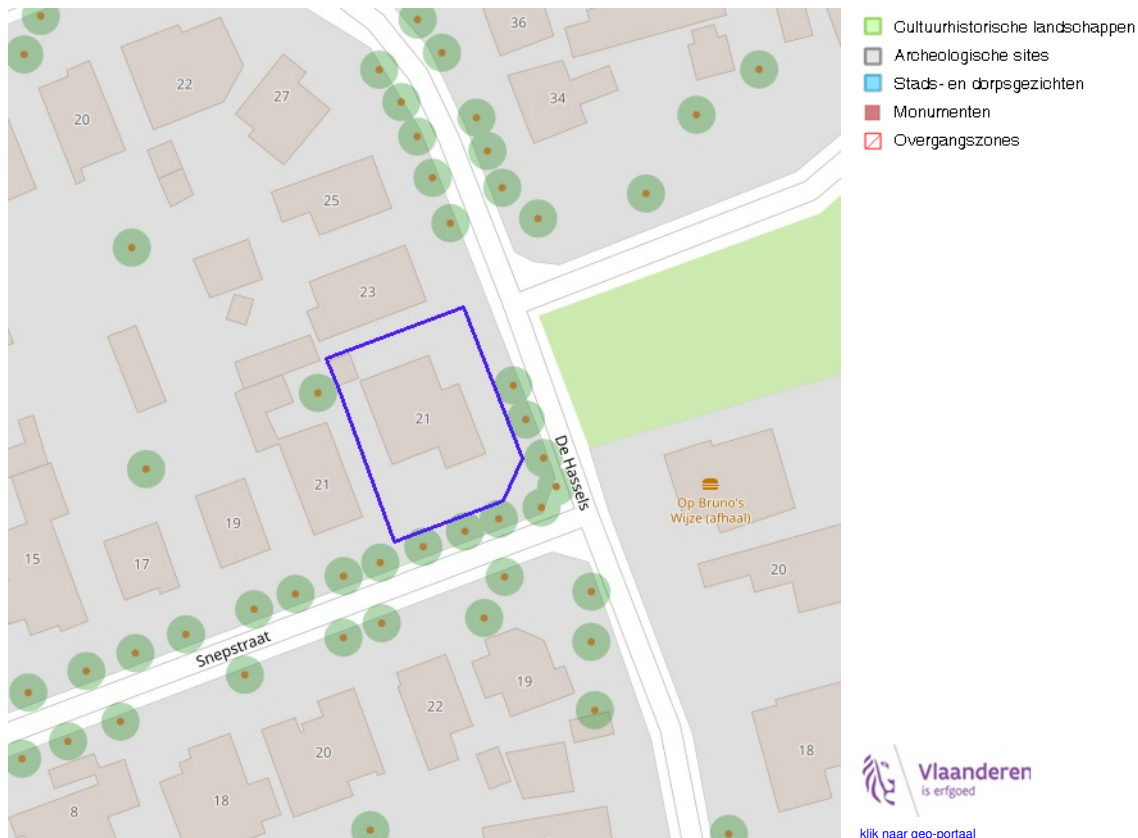 36
22
27
34
20
25
23
21
21
19
17
15
De Hassels
Op Bruno's
Wijze (afhaal)
20
Snepstraat
19
22
20
18
18
8
Cultuurhistorische landschappen
Archeologische sites
Stads- en dorpsgezichten
Monumenten
Overgangszones
Vlaanderen
is erfgoed
klik naar geo-portaal